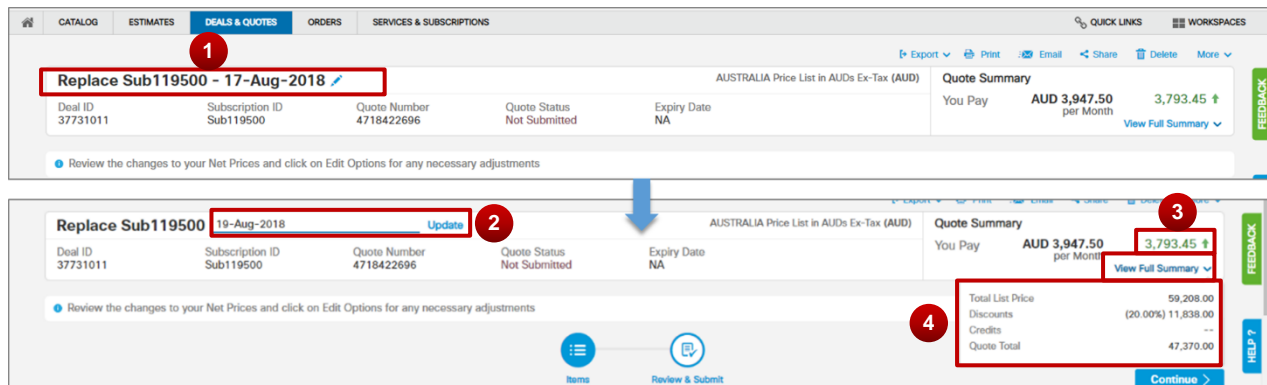 CATALOG ESTIMATES DEALS & QUOTES ORDERS SERVICES & SUBSCRIPTIONS QUICK LINKS WORKSPACES
1
Export Print Email Share Delete More
Replace Sub119500 - 17-Aug-2018
AUSTRALIA Price List in AUDs Ex-Tax (AUD)
Quote Summary
Deal ID Subscription ID Quote Number Quote Status Expiry Date
37731011 Sub119500 4718422696 Not Submitted NA
You Pay AUD 3,947.50 3,793.45
per Month
View Full Summary
FEEDBACK
Review the changes to your Net Prices and click on Edit Options for any necessary adjustments
Export Print Email Share More
Replace Sub119500 19-Aug-2018 Update
2
AUSTRALIA Price List in AUDs Ex-Tax (AUD)
Quote Summary
3
Deal ID Subscription ID Quote Number Quote Status Expiry Date
37731011 Sub119500 4718422696 Not Submitted NA
You Pay AUD 3,947.50 3,793.45
per Month
View Full Summary
FEEDBACK
Review the changes to your Net Prices and click on Edit Options for any necessary adjustments
4
Total List Price 59,208.00
Discounts (20.00%) 11,838.00
Credits --
Quote Total 47,370.00
HELP ?
Items Review & Submit
Continue